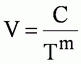 V = C / T^m